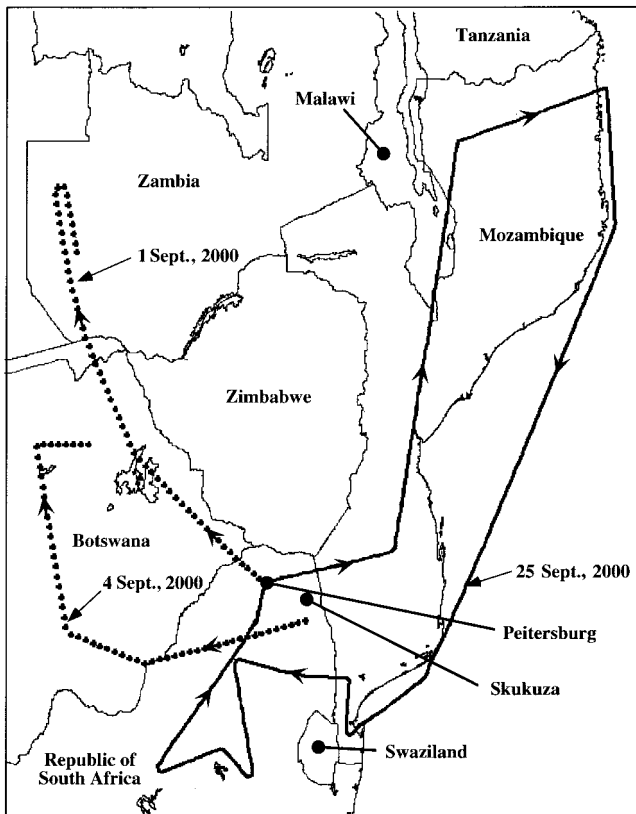 Tanzania
Malawi
Zambia
Mozambique
1 Sept., 2000
Zimbabwe
Botswana
4 Sept., 2000
25 Sept., 2000
Peitersburg
Skukuza
Republic of
South Africa
Swaziland